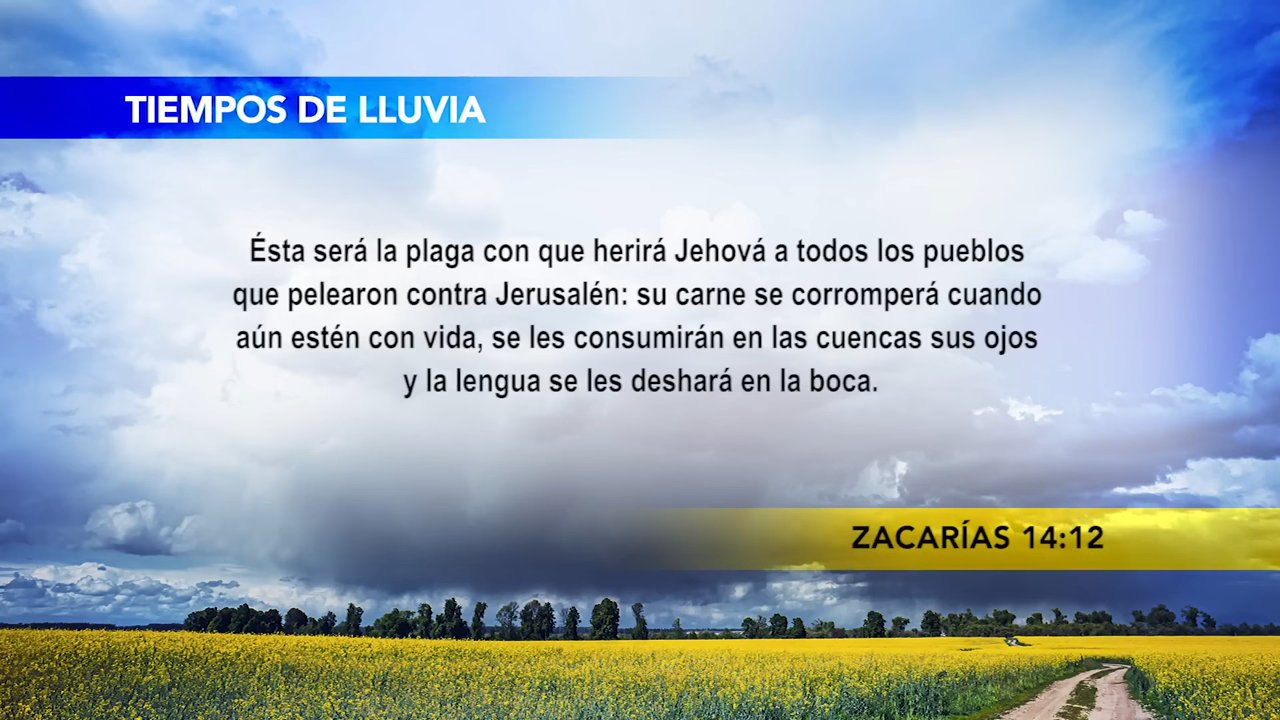 TIEMPOS DE LLUVIA
Ésta será la plaga con que herirá Jehová a todos los pueblos
que pelearon contra Jerusalén: su carne se corromperá cuando
aún estén con vida, se les consumirán en las cuencas sus ojos
y la lengua se les deshará en la boca.
ZACARÍAS 14:12